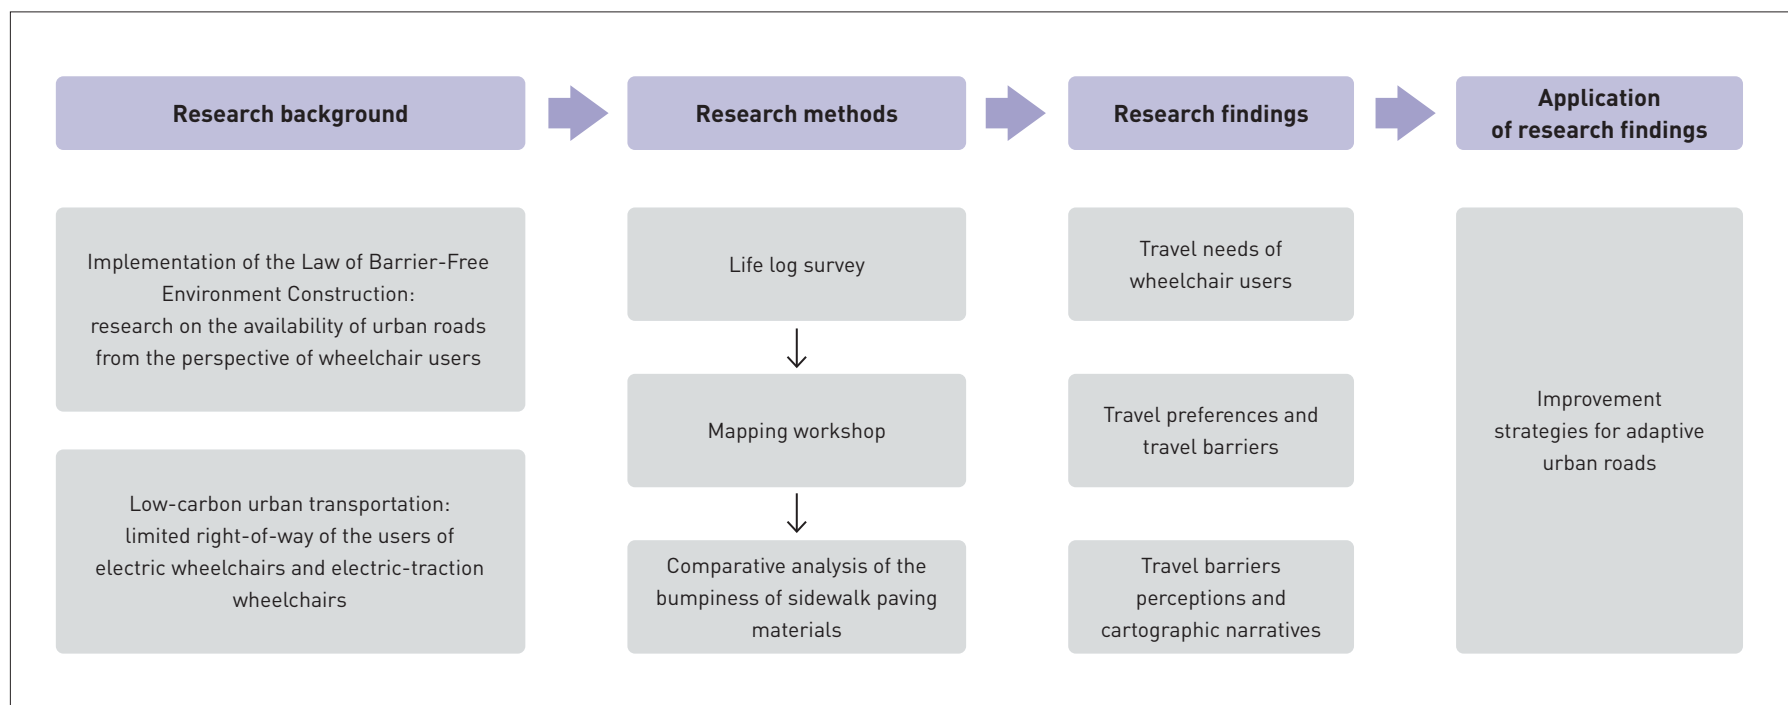 Research background
Research methods
Research findings
Application
of research findings
Implementation of the Law of Barrier-Free
Environment Construction:
research on the availability of urban roads
from the perspective of wheelchair users
Low-carbon urban transportation:
limited right-of-way of the users of
electric wheelchairs and electric-traction
wheelchairs
Life log survey
Mapping workshop
Comparative analysis of the
bumpiness of sidewalk paving
materials
Travel needs of
wheelchair users
Travel preferences and
travel barriers
Travel barriers
perceptions and
cartographic narratives
Improvement
strategies for adaptive
urban roads